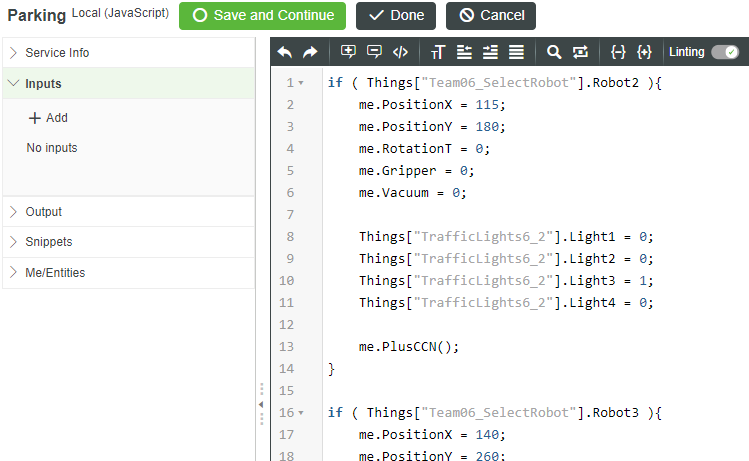 Parking Local (JavaScript) Save and Continue Done Cancel
Service Info
Inputs
Add
No inputs
Output
Snippets
Me/Entities
Linting
1 if ( Things["Team06_SelectRobot"].Robot2 ){
2 me.PositionX = 115;
3 me.PositionY = 180;
4 me.RotationT = 0;
5 me.Gripper = 0;
6 me.Vacuum = 0;
7
8 Things["TrafficLights6_2"].Light1 = 0;
9 Things["TrafficLights6_2"].Light2 = 0;
10 Things["TrafficLights6_2"].Light3 = 1;
11 Things["TrafficLights6_2"].Light4 = 0;
12
13 me.PlusCCN();
14 }
15
16 if ( Things["Team06_SelectRobot"].Robot3 ){
17 me.PositionX = 140;
18 me.PositionY = 260;